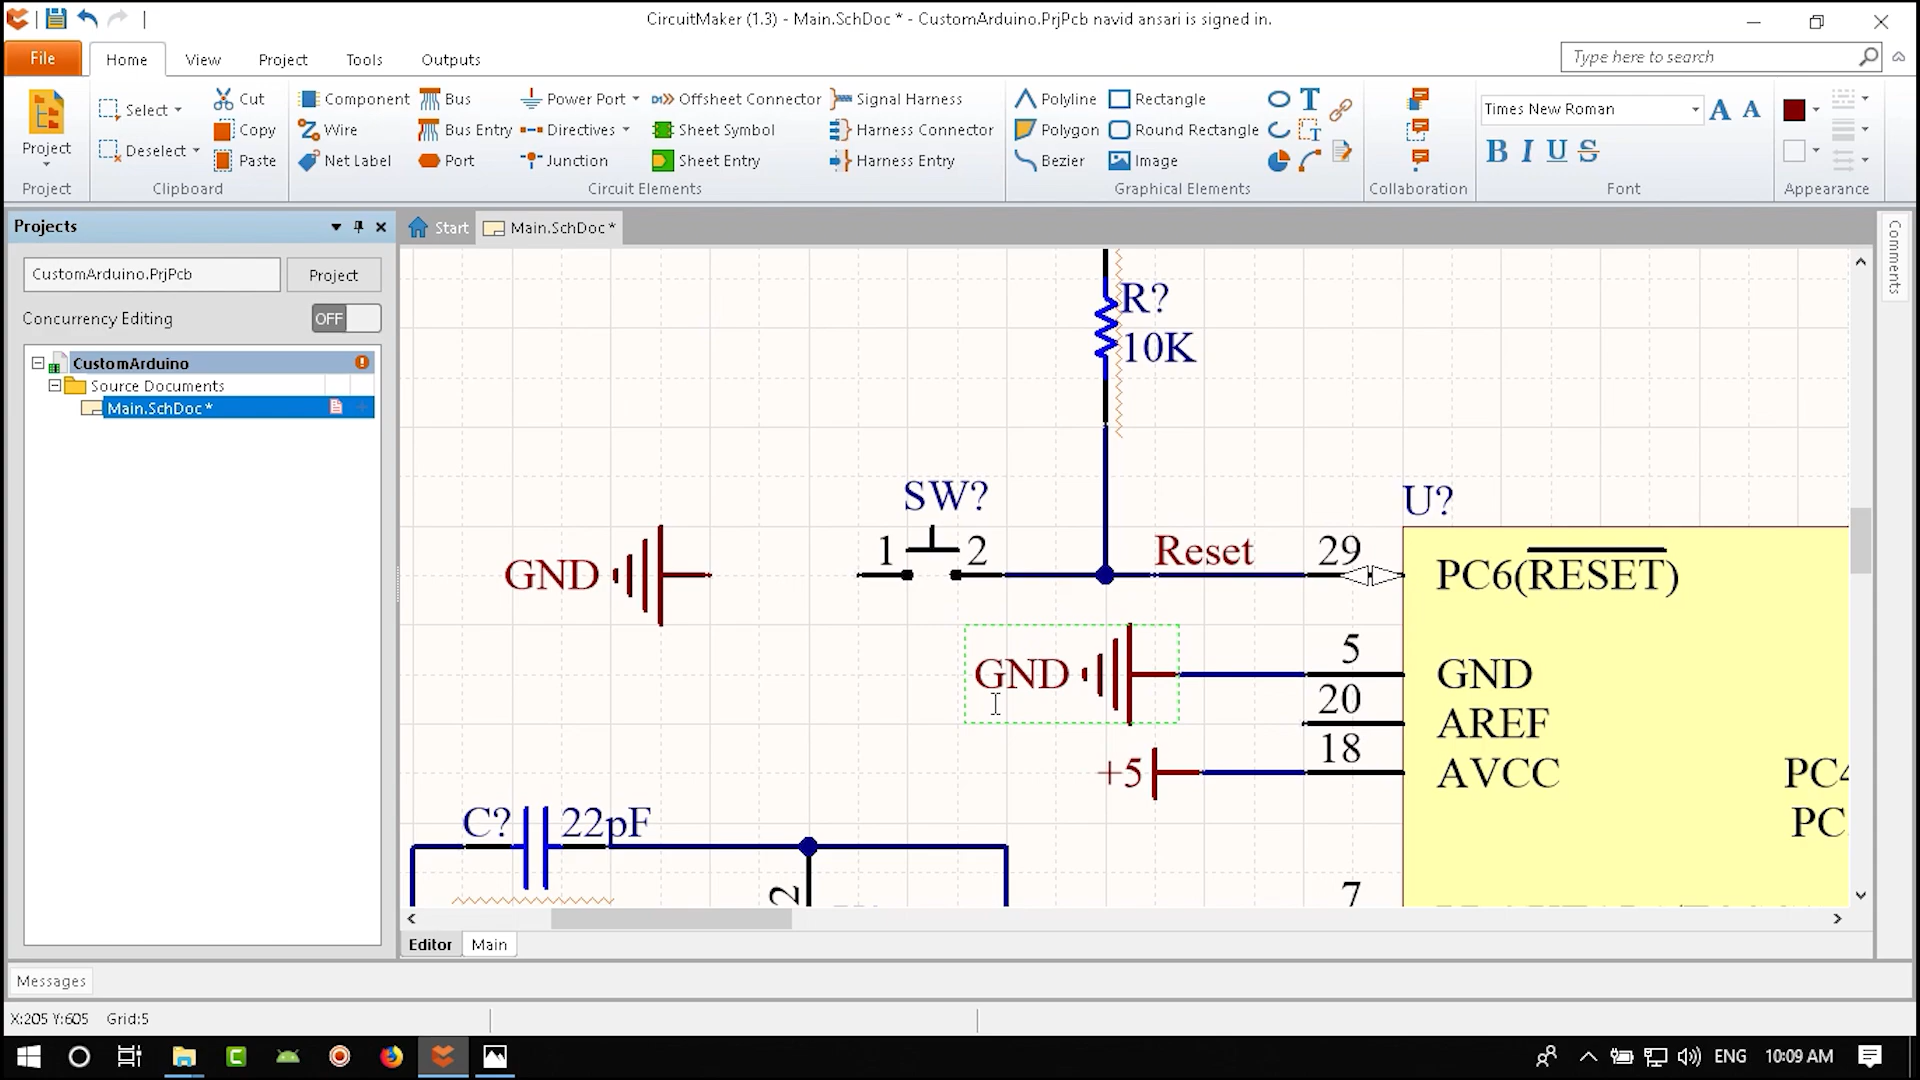 CircuitMaker (1.3) - Main.SchDoc * - CustomArduino.PrjPcb navid ansari is signed in.
File Home View Project Tools Outputs
Type here to search
Project
Project
Select
Deselect
Cut
Copy
Paste
Clipboard
Component
Wire
Net Label
Bus
Bus Entry
Port
Power Port
Directives
Junction
Offsheet Connector
Sheet Symbol
Sheet Entry
Signal Harness
Harness Connector
Harness Entry
Circuit Elements
Polyline
Polygon
Bezier
Rectangle
Round Rectangle
Image
T
T
Graphical Elements
Collaboration
Times New Roman
A A
B I U S
Font
Appearance
Projects
CustomArduino.PrjPcb
Project
Concurrency Editing
OFF
CustomArduino
Source Documents
Main.SchDoc *
Start
Main.SchDoc *
Comments
R?
10K
SW?
1 2
GND
Reset
29
U?
PC6(RESET)
GND
5
GND
20
AREF
+5
18
AVCC
PC4
PC
C? 22pF
2
7
Editor Main
Messages
X:205 Y:605 Grid:5
ENG 10:09 AM